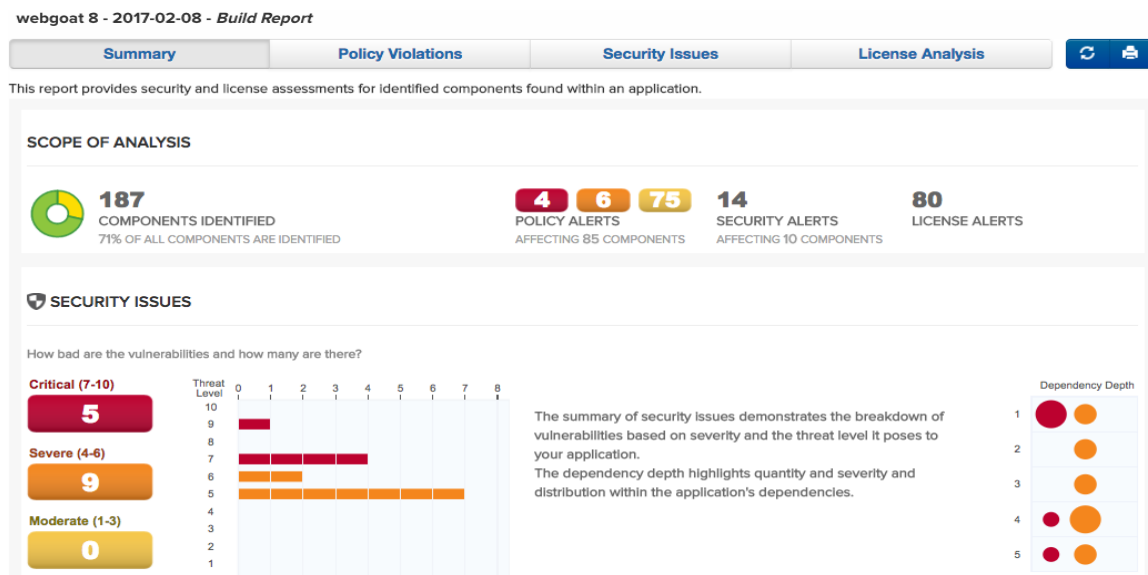 webgoat 8 - 2017-02-08 - Build Report
Summary
Policy Violations
Security Issues
License Analysis
This report provides security and license assessments for identified components found within an application.
SCOPE OF ANALYSIS
187
COMPONENTS IDENTIFIED
71% OF ALL COMPONENTS ARE IDENTIFIED
4 6 75
POLICY ALERTS
AFFECTING 85 COMPONENTS
14
SECURITY ALERTS
AFFECTING 10 COMPONENTS
80
LICENSE ALERTS
SECURITY ISSUES
How bad are the vulnerabilities and how many are there?
Critical (7-10)
5
Severe (4-6)
9
Moderate (1-3)
0
Threat
Level
0 1 2 3 4 5 6 7 8
10
9
8
7
6
5
4
3
2
1
The summary of security issues demonstrates the breakdown of
vulnerabilities based on severity and the threat level it poses to
your application.
The dependency depth highlights quantity and severity and
distribution within the application's dependencies.
Dependency Depth
1
2
3
4
5